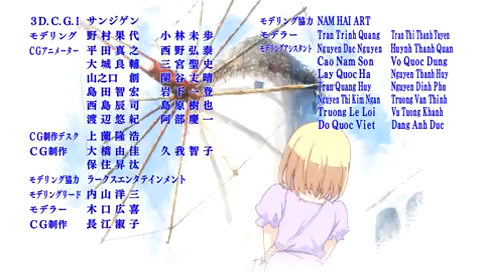 3D.C.G.I サンジゲン
モデリング 野村果代 小林未歩
CGアニメーター 平田真之 西野弘泰
大城良輔 三宮聖史
山之口 創 関谷丈晴
島田智宏 岩下一登
西島辰司 島原樹也
渡辺悠紀 阿部慶一
CG制作デスク 上薗隆浩
CG制作 大橋由佳 久我智子
保住昇汰
モデリング協力 ラークスエンタテインメント
モデリングリード 内山洋三
モデラー 木口広喜
CG制作 長江淑子
モデリング協力 NAM HAI ART
モデラー Tran Trinh Quang Tran Thi Thanh Tuyen
モデリングアシスタント Nguyen Dac Nguyen Huynh Thanh Quan
Cao Nam Son Vo Quoc Dung
Lay Quoc Ha Nguyen Thanh Huy
Tran Quang Huy Nguyen Dinh Phu
Nguyen Thi Kim Ngan Truong Van Thinh
Truong Le Loi Vu Tuong Khanh
Do Quoc Viet Dang Anh Duc